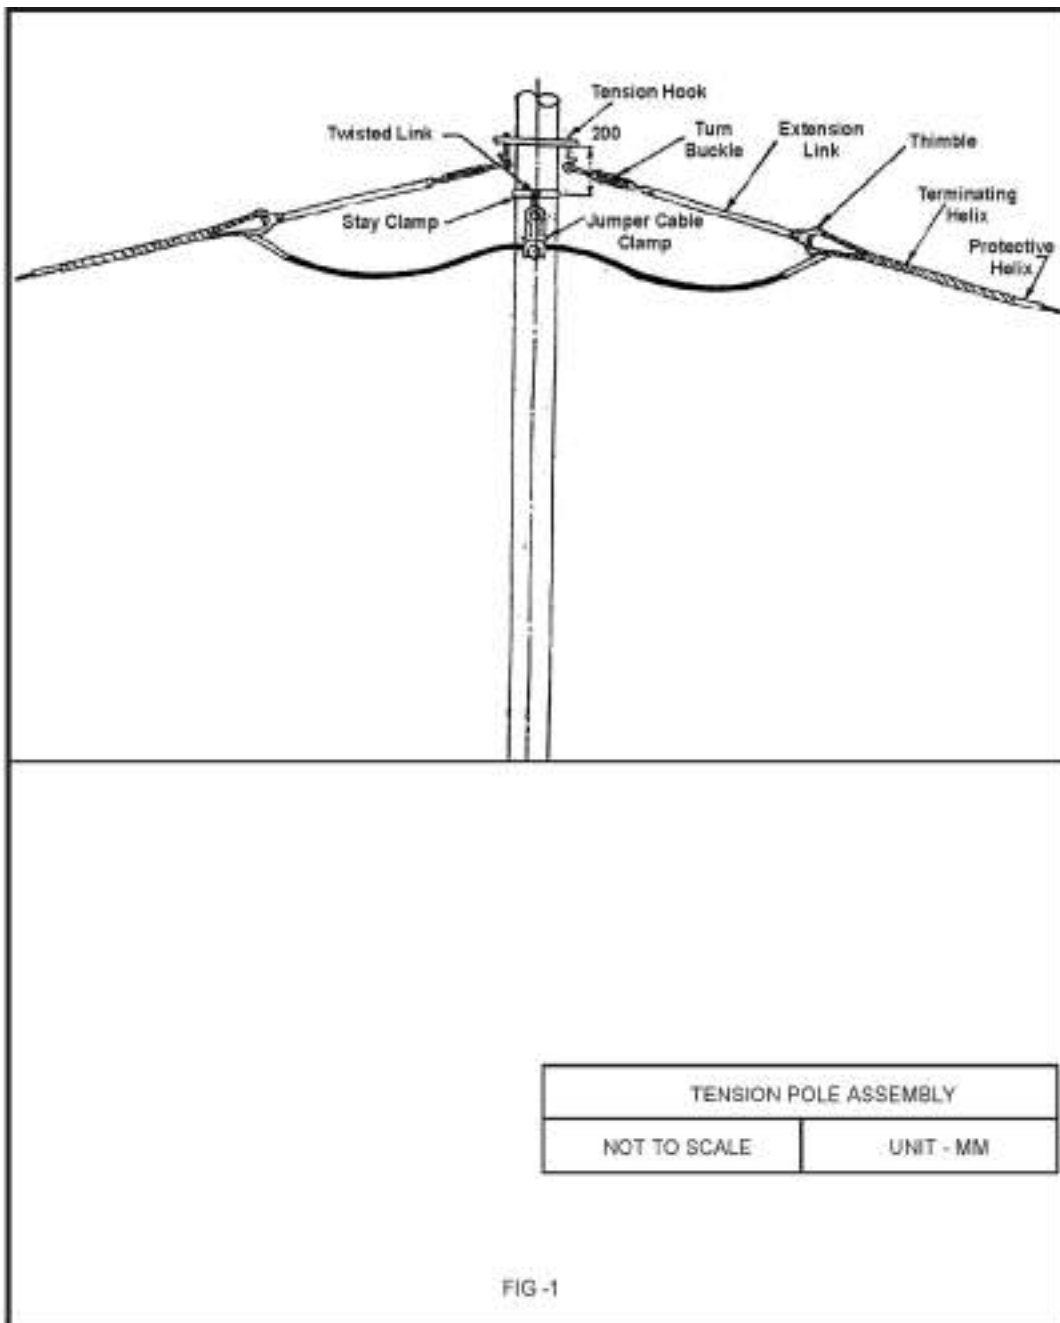 Tension Hook
Twisted Link
200
Turn
Buckle
Extension
Link
Thimble
Terminating
Helix
Stay Clamp
Jumper Cable
Clamp
Protective
Helix
TENSION POLE ASSEMBLY
NOT TO SCALE
UNIT - MM
FIG -1